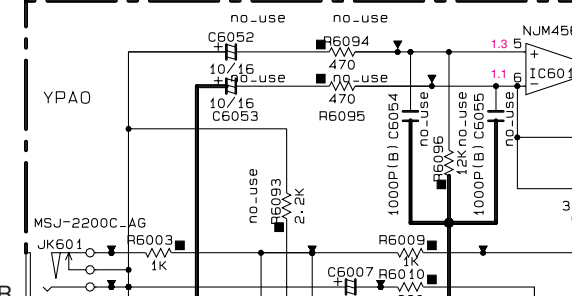 no_use
no_use
C6052
R6094
NJM456
1.3
5
+
+
10/16
470
no_use
no_use
1.1
6
-
IC601
+
YPAO
10/16
470
C6053
R6095
1000P(B) C6054
no_use
R6096
12K
no_use
1000P(B) C6055
no_use
no_use
R6093
2.2K
MSJ-2200C_AG
JK601
R6003
R6009
1K
1K
C6007
R6010
+
3
R